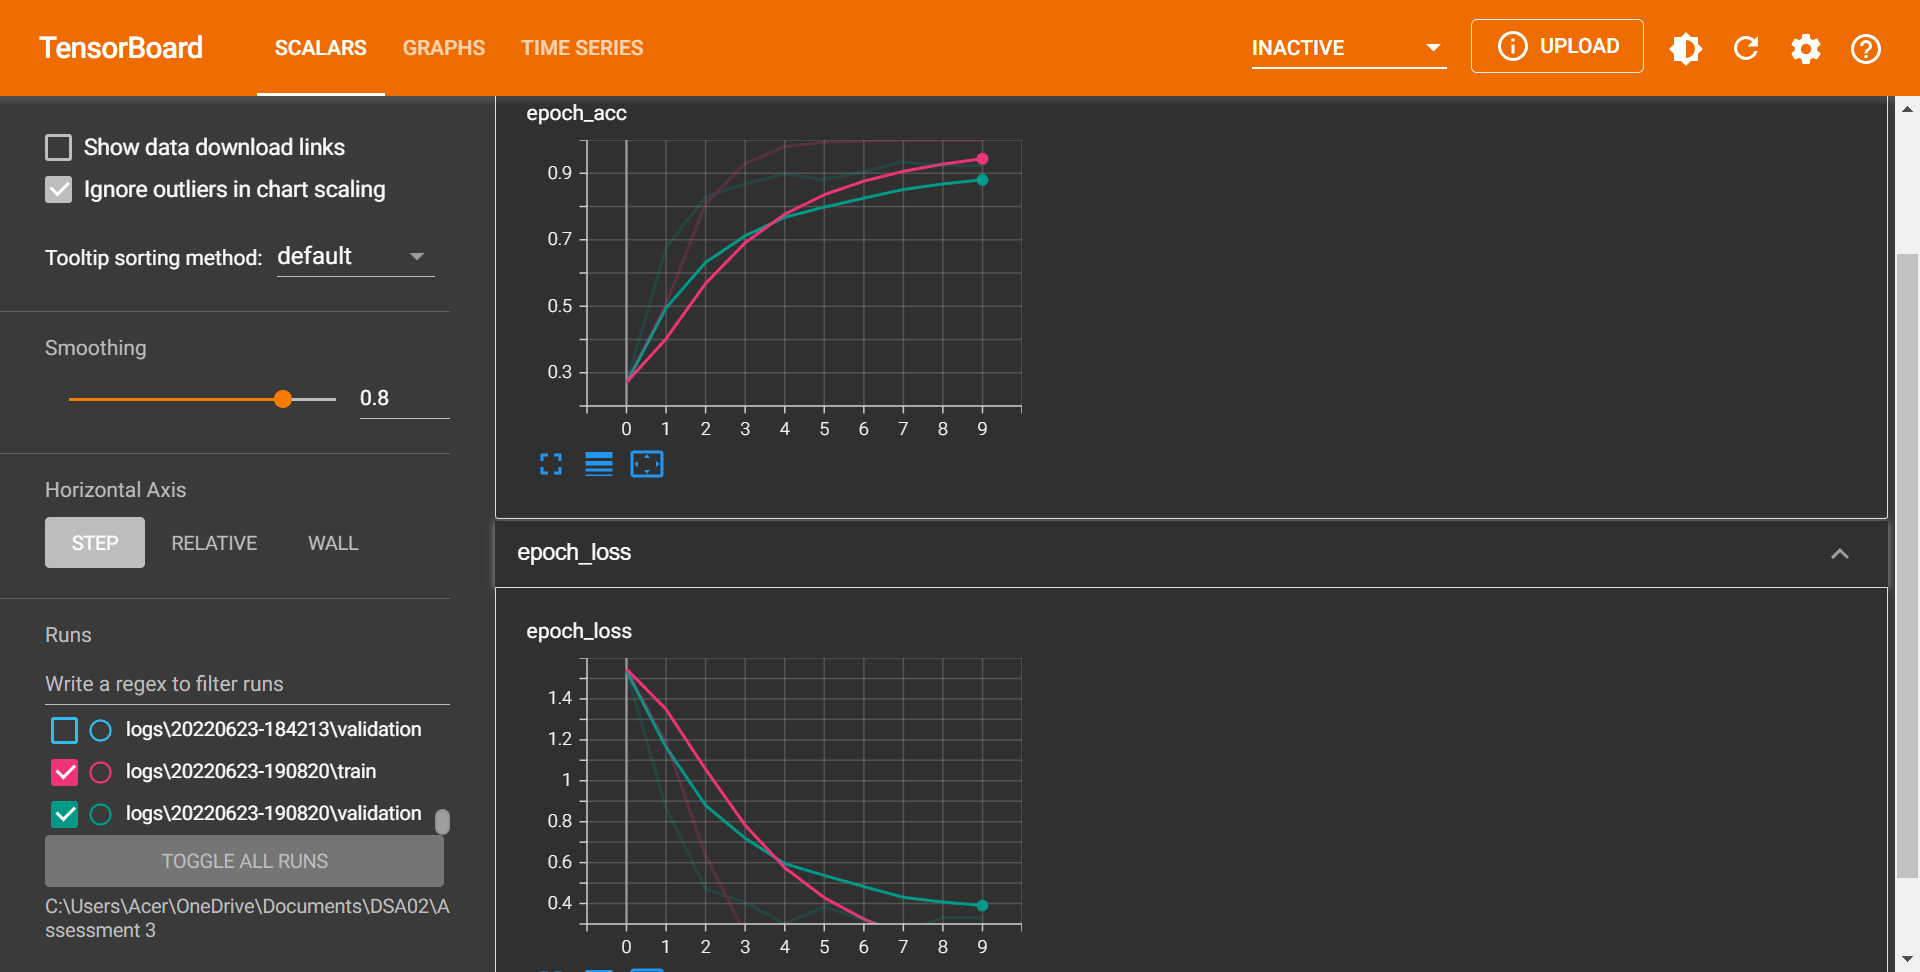 TensorBoard
SCALARS
GRAPHS
TIME SERIES
INACTIVE
UPLOAD
Show data download links
Ignore outliers in chart scaling
Tooltip sorting method: default
Smoothing
0.8
Horizontal Axis
STEP
RELATIVE
WALL
Runs
Write a regex to filter runs
logs\20220623-184213\validation
logs\20220623-190820\train
logs\20220623-190820\validation
TOGGLE ALL RUNS
C:\Users\Acer\OneDrive\Documents\DSA02\A
ssessment 3
epoch_acc
0.9
0.7
0.5
0.3
0 1 2 3 4 5 6 7 8 9
epoch_loss
epoch_loss
1.4
1.2
1
0.8
0.6
0.4
0 1 2 3 4 5 6 7 8 9